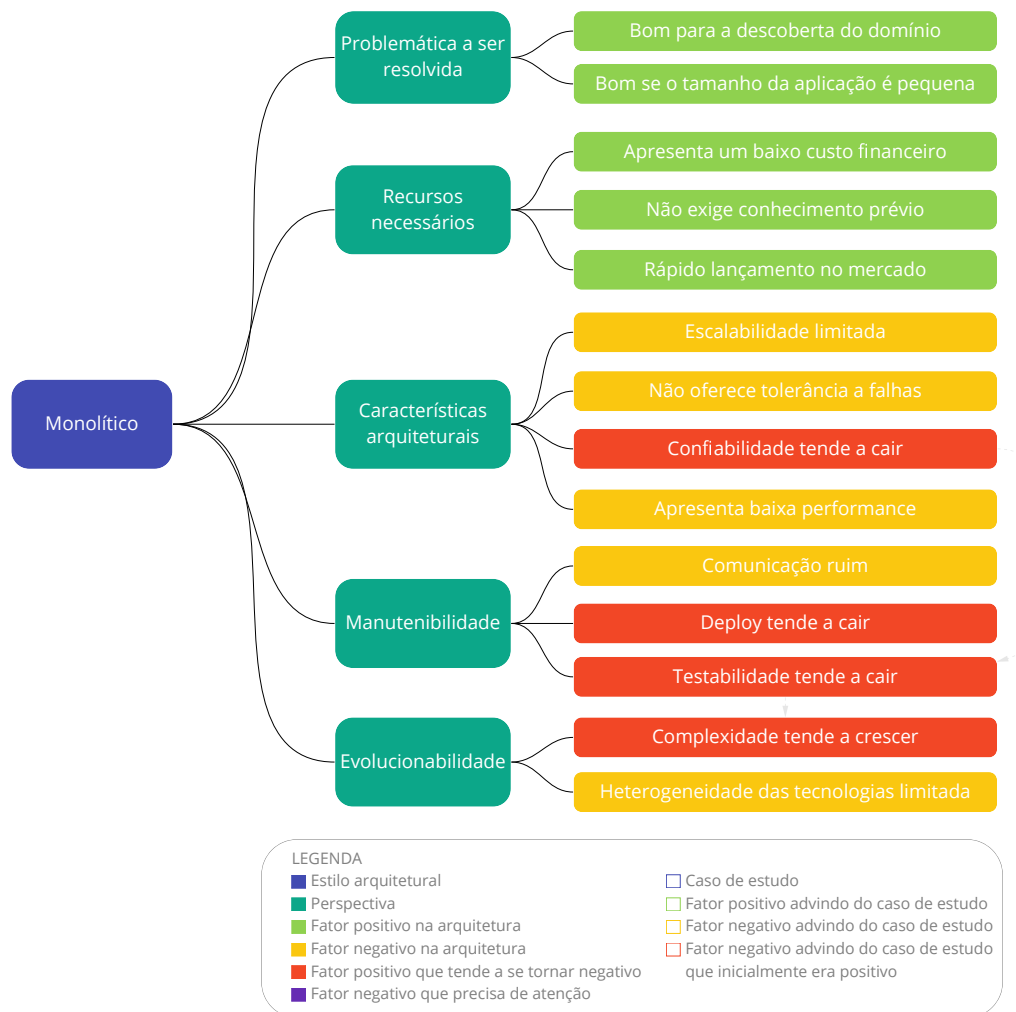 Monolítico
Problemática a ser
resolvida
Bom para a descoberta do domínio
Bom se o tamanho da aplicação é pequena
Recursos
necessários
Apresenta um baixo custo financeiro
Não exige conhecimento prévio
Rápido lançamento no mercado
Características
arquiteturais
Escalabilidade limitada
Não oferece tolerância a falhas
Confiabilidade tende a cair
Apresenta baixa performance
Manutenibilidade
Comunicação ruim
Deploy tende a cair
Testabilidade tende a cair
Evolucionabilidade
Complexidade tende a crescer
Heterogeneidade das tecnologias limitada
LEGENDA
Estilo arquitetural
Perspectiva
Fator positivo na arquitetura
Fator negativo na arquitetura
Fator positivo que tende a se tornar negativo
Fator negativo que precisa de atenção
Caso de estudo
Fator positivo advindo do caso de estudo
Fator negativo advindo do caso de estudo
Fator negativo advindo do caso de estudo
que inicialmente era positivo